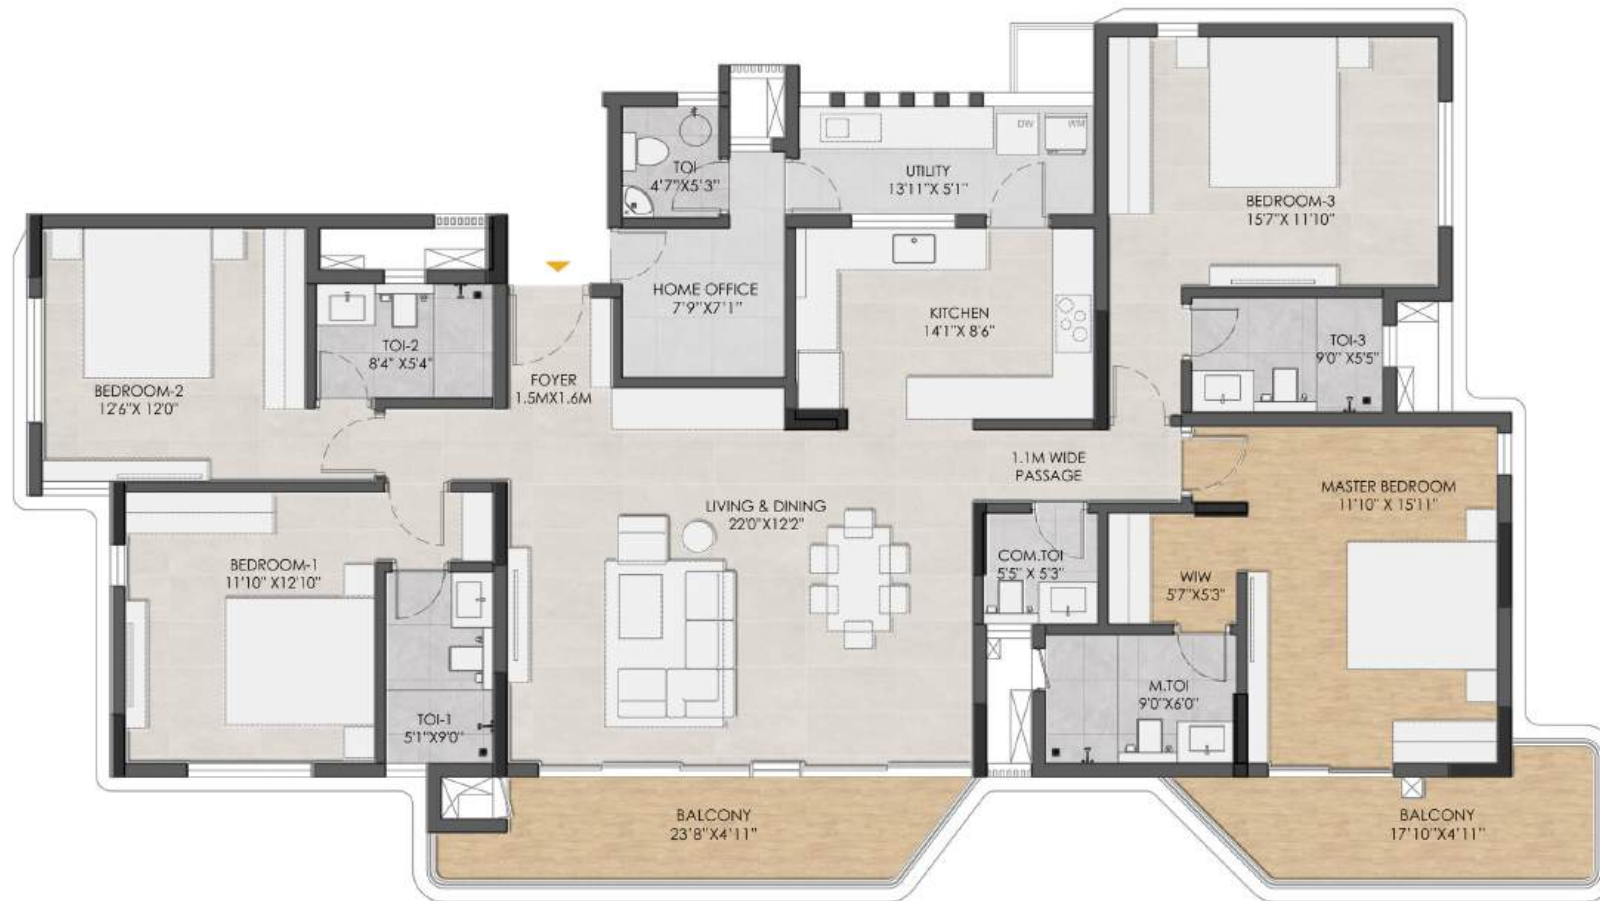 DW
WM
TOI
4'7"X5'3"
UTILITY
13'11"X 5'1"
BEDROOM-3
15'7"X 11'10"
HOME OFFICE
7'9"X7'1"
KITCHEN
14'1"X 8'6"
TOI-2
8'4" X5'4"
TOI-3
9'0" X5'5"
FOYER
1.5MX1.6M
BEDROOM-2
12'6"X 12'0"
1.1M WIDE
PASSAGE
MASTER BEDROOM
11'10" X 15'11"
LIVING & DINING
22'0"X12'2"
BEDROOM-1
11'10" X12'10"
COM.TOI
5'5" X 5'3"
WIW
5'7"X5'3"
M.TOI
9'0"X6'0"
TOI-1
5'1"X9'0"
BALCONY
23'8"X4'11"
BALCONY
17'10"X4'11"